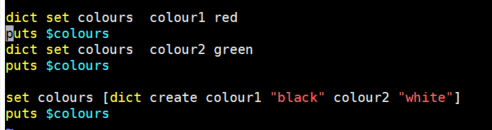 dict set colours  colour1 red
puts $colours
dict set colours  colour2 green
puts $colours
set colours [dict create colour1 "black" colour2 "white"]
puts $colours